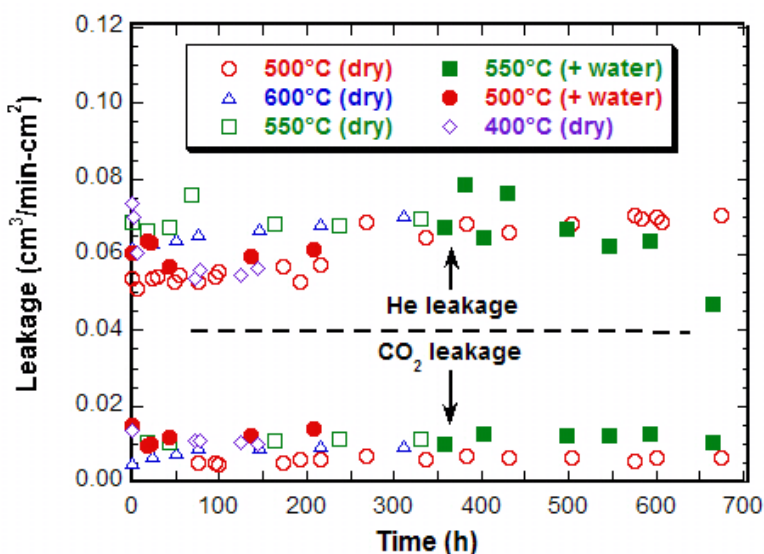 0.12
0.10
0.08
0.06
0.04
0.02
0.00
Leakage (cm³/min-cm²)
500°C (dry)
550°C (+ water)
600°C (dry)
500°C (+ water)
550°C (dry)
400°C (dry)
He leakage
CO₂ leakage
0 100 200 300 400 500 600 700
Time (h)